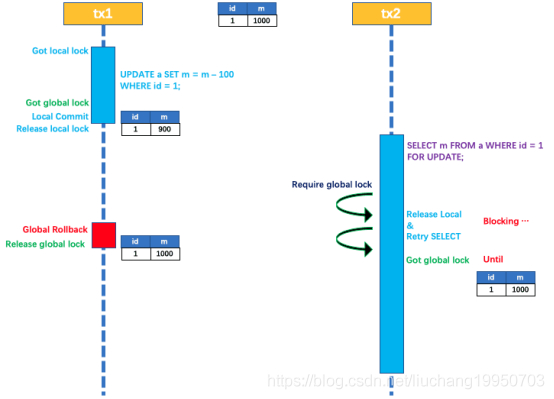 tx1
id m
1 1000
tx2
Got local lock
UPDATE a SET m = m – 100
WHERE id = 1;
Got global lock
Local Commit
Release local lock
id m
1 900
SELECT m FROM a WHERE id = 1
FOR UPDATE;
Require global lock
Release Local
&
Retry SELECT
Blocking ···
Global Rollback
Release global lock
id m
1 1000
Got global lock
Until
id m
1 1000
https://blog.csdn.net/liuchang19950703